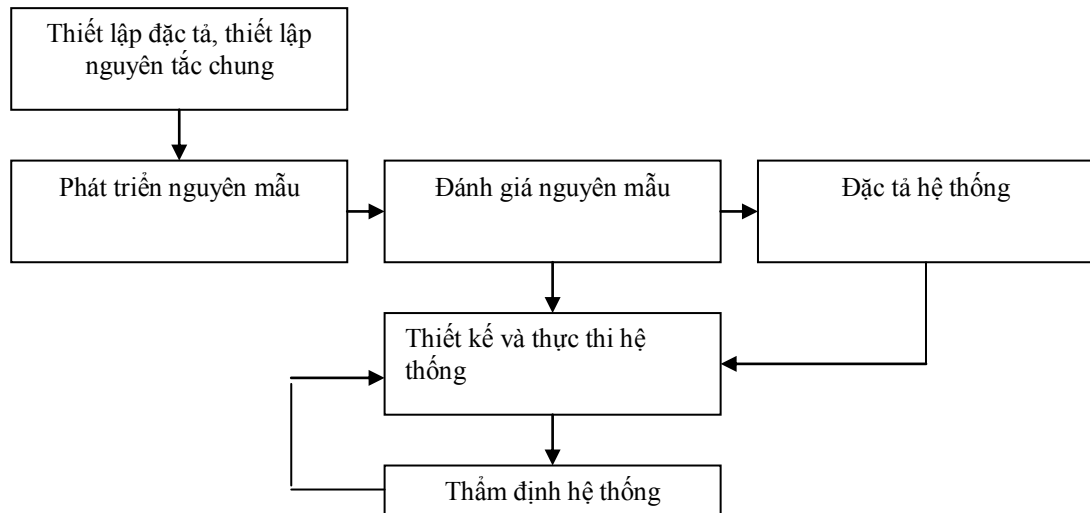 Thiết lập đặc tả, thiết lập
nguyên tắc chung
Phát triển nguyên mẫu
Đánh giá nguyên mẫu
Đặc tả hệ thống
Thiết kế và thực thi hệ
thống
Thẩm định hệ thống